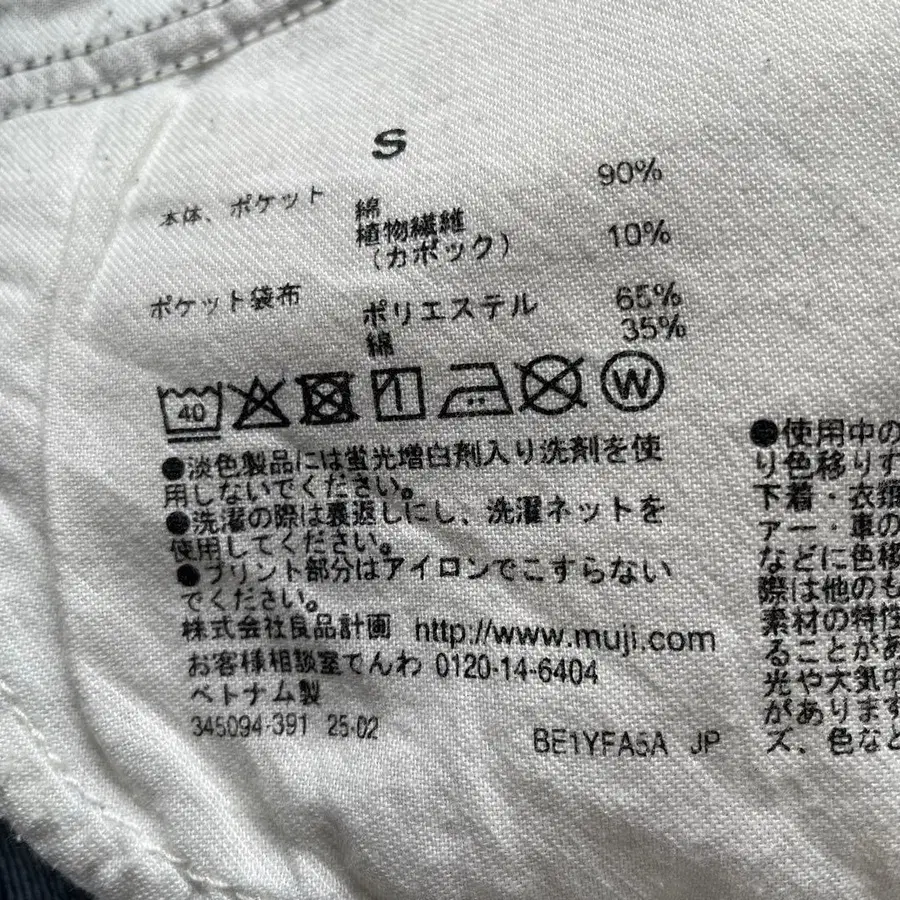 S
本体、ポケット 綿 90%
植物繊維
(カポック) 10%
ポケット袋布 ポリエステル 65%
綿 35%
40 W
●淡色製品には蛍光増白剤入り洗剤を使
用しないでください。
●洗濯の際は裏返しにし、洗濯ネットを
使用してください。
●プリント部分はアイロンでこすらない
でください。
株式会社良品計画 http://www.muji.com
お客様相談室でんわ 0120-14-6404
ベトナム製
345094-391 25-02
BE1YFA5A JP
●使用中の
り色移りす
下着・衣類
ァー・車の
などに色移
際は他のも
素材の特性
ることがあ
光や大気中
があります
ズ、色など